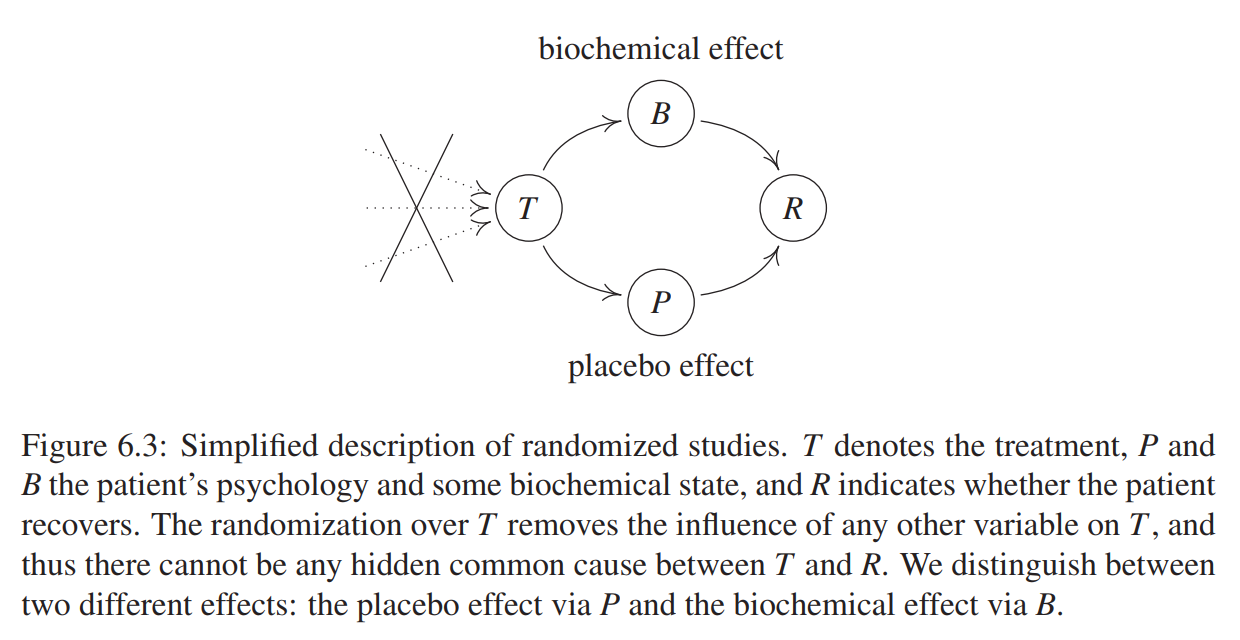 biochemical effect
B
T
R
P
placebo effect
Figure 6.3: Simplified description of randomized studies. T denotes the treatment, P and
B the patient’s psychology and some biochemical state, and R indicates whether the patient
recovers. The randomization over T removes the influence of any other variable on T, and
thus there cannot be any hidden common cause between T and R. We distinguish between
two different effects: the placebo effect via P and the biochemical effect via B.